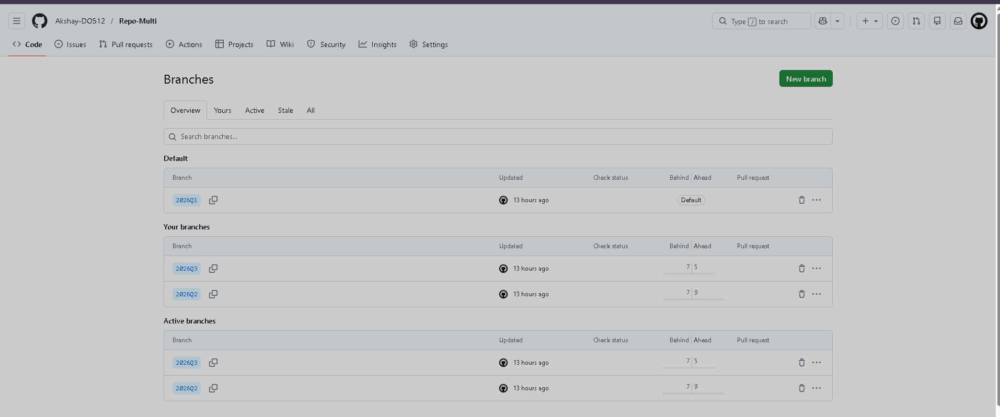 Akshay-DO512 / Repo-Multi
Type / to search
Code Issues Pull requests Actions Projects Wiki Security Insights Settings
Branches
New branch
Overview Yours Active Stale All
Search branches...
Default
Branch Updated Check status Behind Ahead Pull request
2026Q1 13 hours ago Default
Your branches
Branch Updated Check status Behind Ahead Pull request
2026Q3 13 hours ago 7 5
2026Q2 13 hours ago 7 9
Active branches
Branch Updated Check status Behind Ahead Pull request
2026Q3 13 hours ago 7 5
2026Q2 13 hours ago 7 9